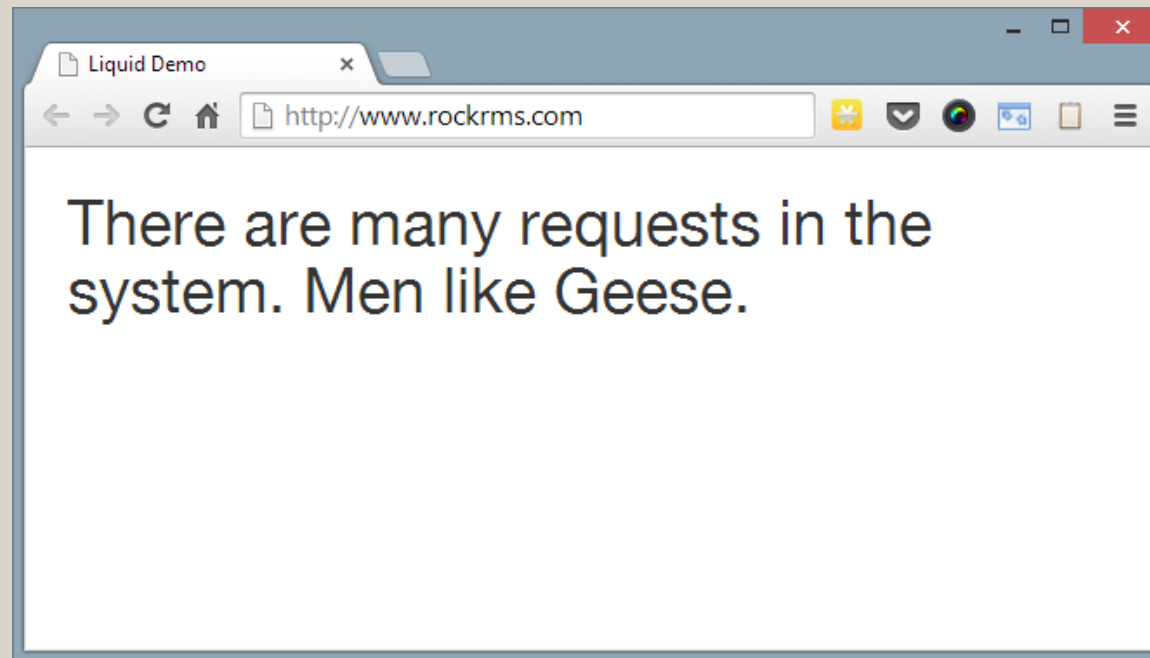 Liquid Demo
http://www.rockrms.com
There are many requests in the
system. Men like Geese.